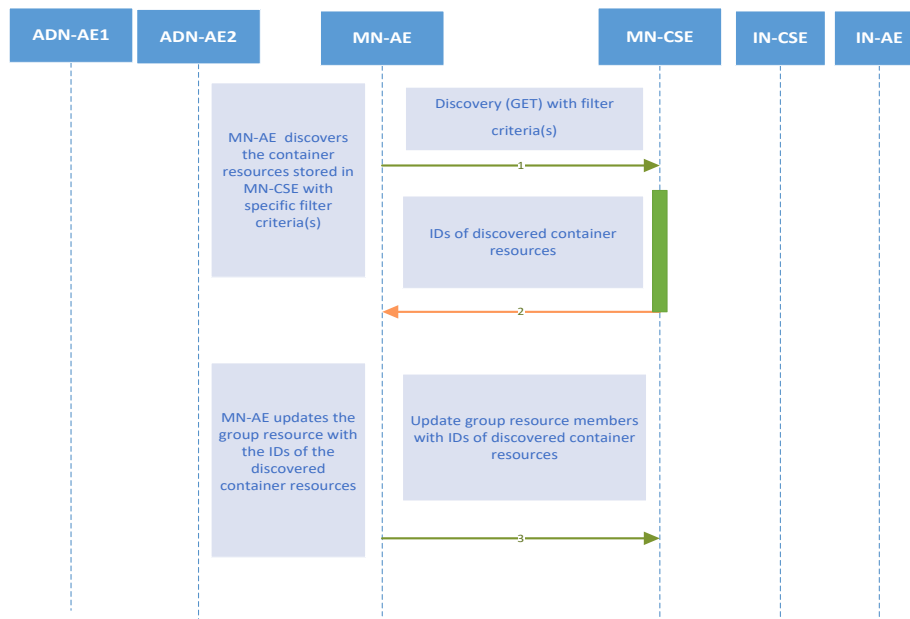 ADN-AE1
ADN-AE2
MN-AE
MN-CSE
IN-CSE
IN-AE
MN-AE discovers
the container
resources stored in
MN-CSE with
specific filter
criteria(s)
Discovery (GET) with filter
criteria(s)
1
IDs of discovered container
resources
2
MN-AE updates the
group resource with
the IDs of the
discovered
container resources
Update group resource members
with IDs of discovered container
resources
3